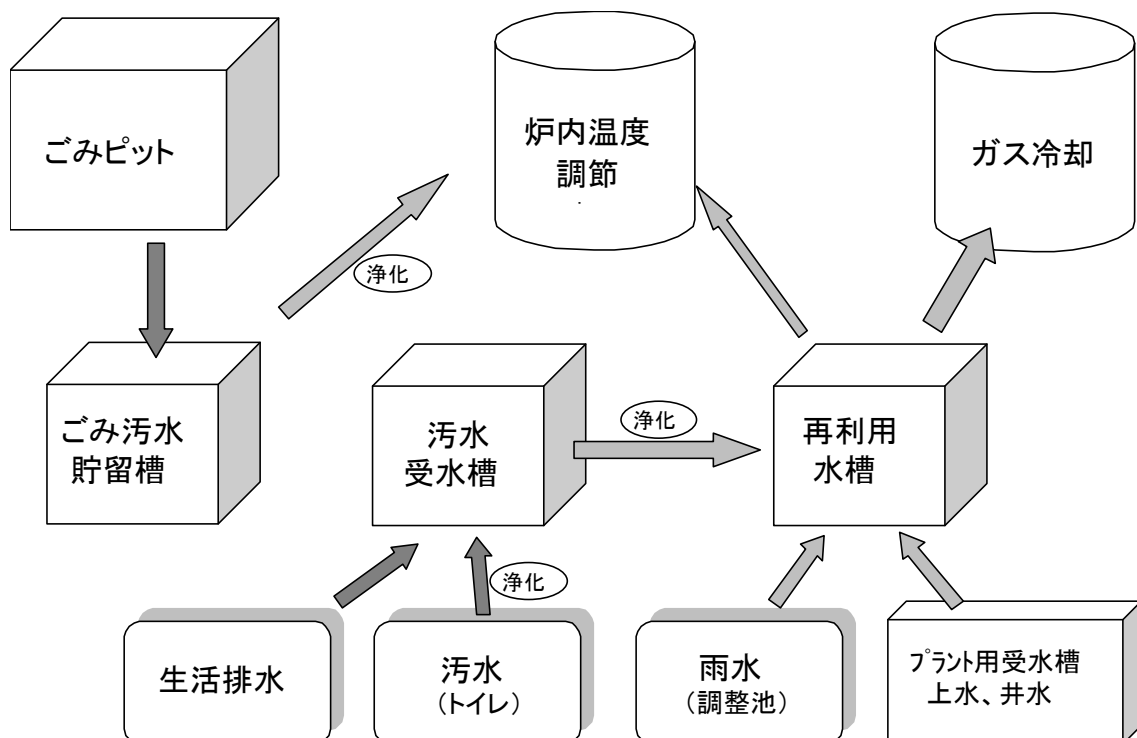 ごみピット
炉内温度
調節
ガス冷却
浄化
ごみ汚水
貯留槽
汚水
受水槽
浄化
再利用
水槽
浄化
生活排水
汚水
（トイレ）
雨水
（調整池）
ﾌﾟﾗﾝﾄ用受水槽
上水、井水